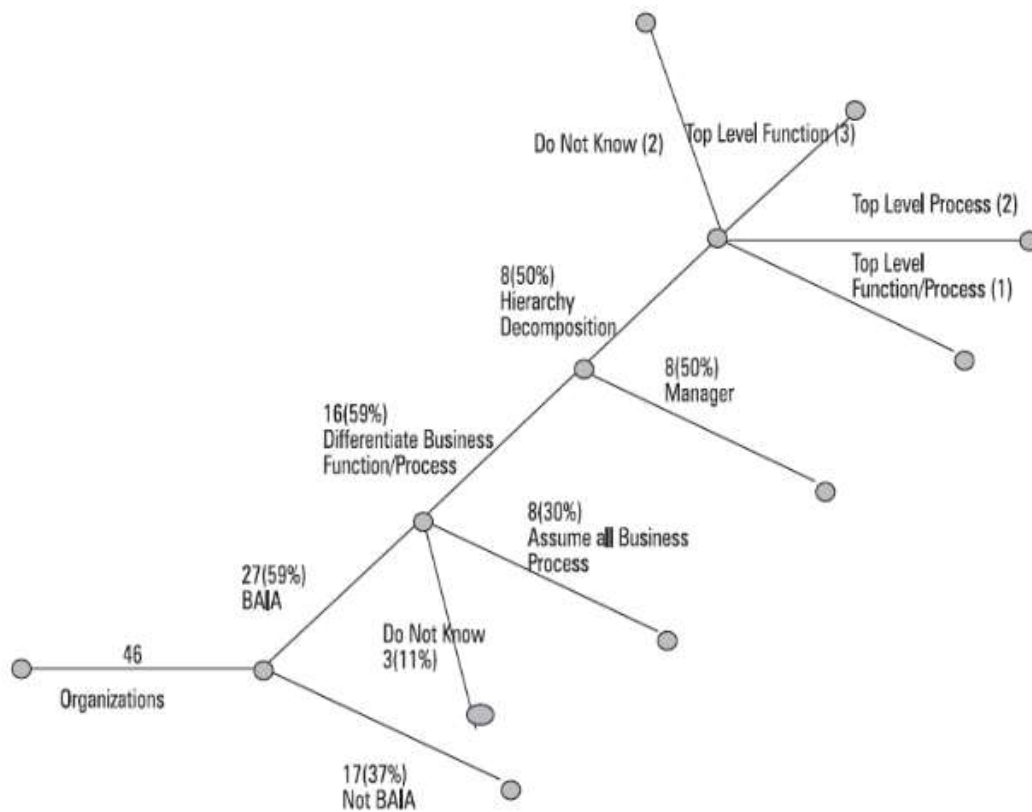 Do Not Know (2)
Top Level Function (3)
Top Level Process (2)
Top Level
Function/Process (1)
8(50%)
Hierarchy
Decomposition
8(50%)
Manager
16(59%)
Differentiate Business
Function/Process
8(30%)
Assume all Business
Process
27(59%)
BAIA
Do Not Know
3(11%)
46
Organizations
17(37%)
Not BAIA